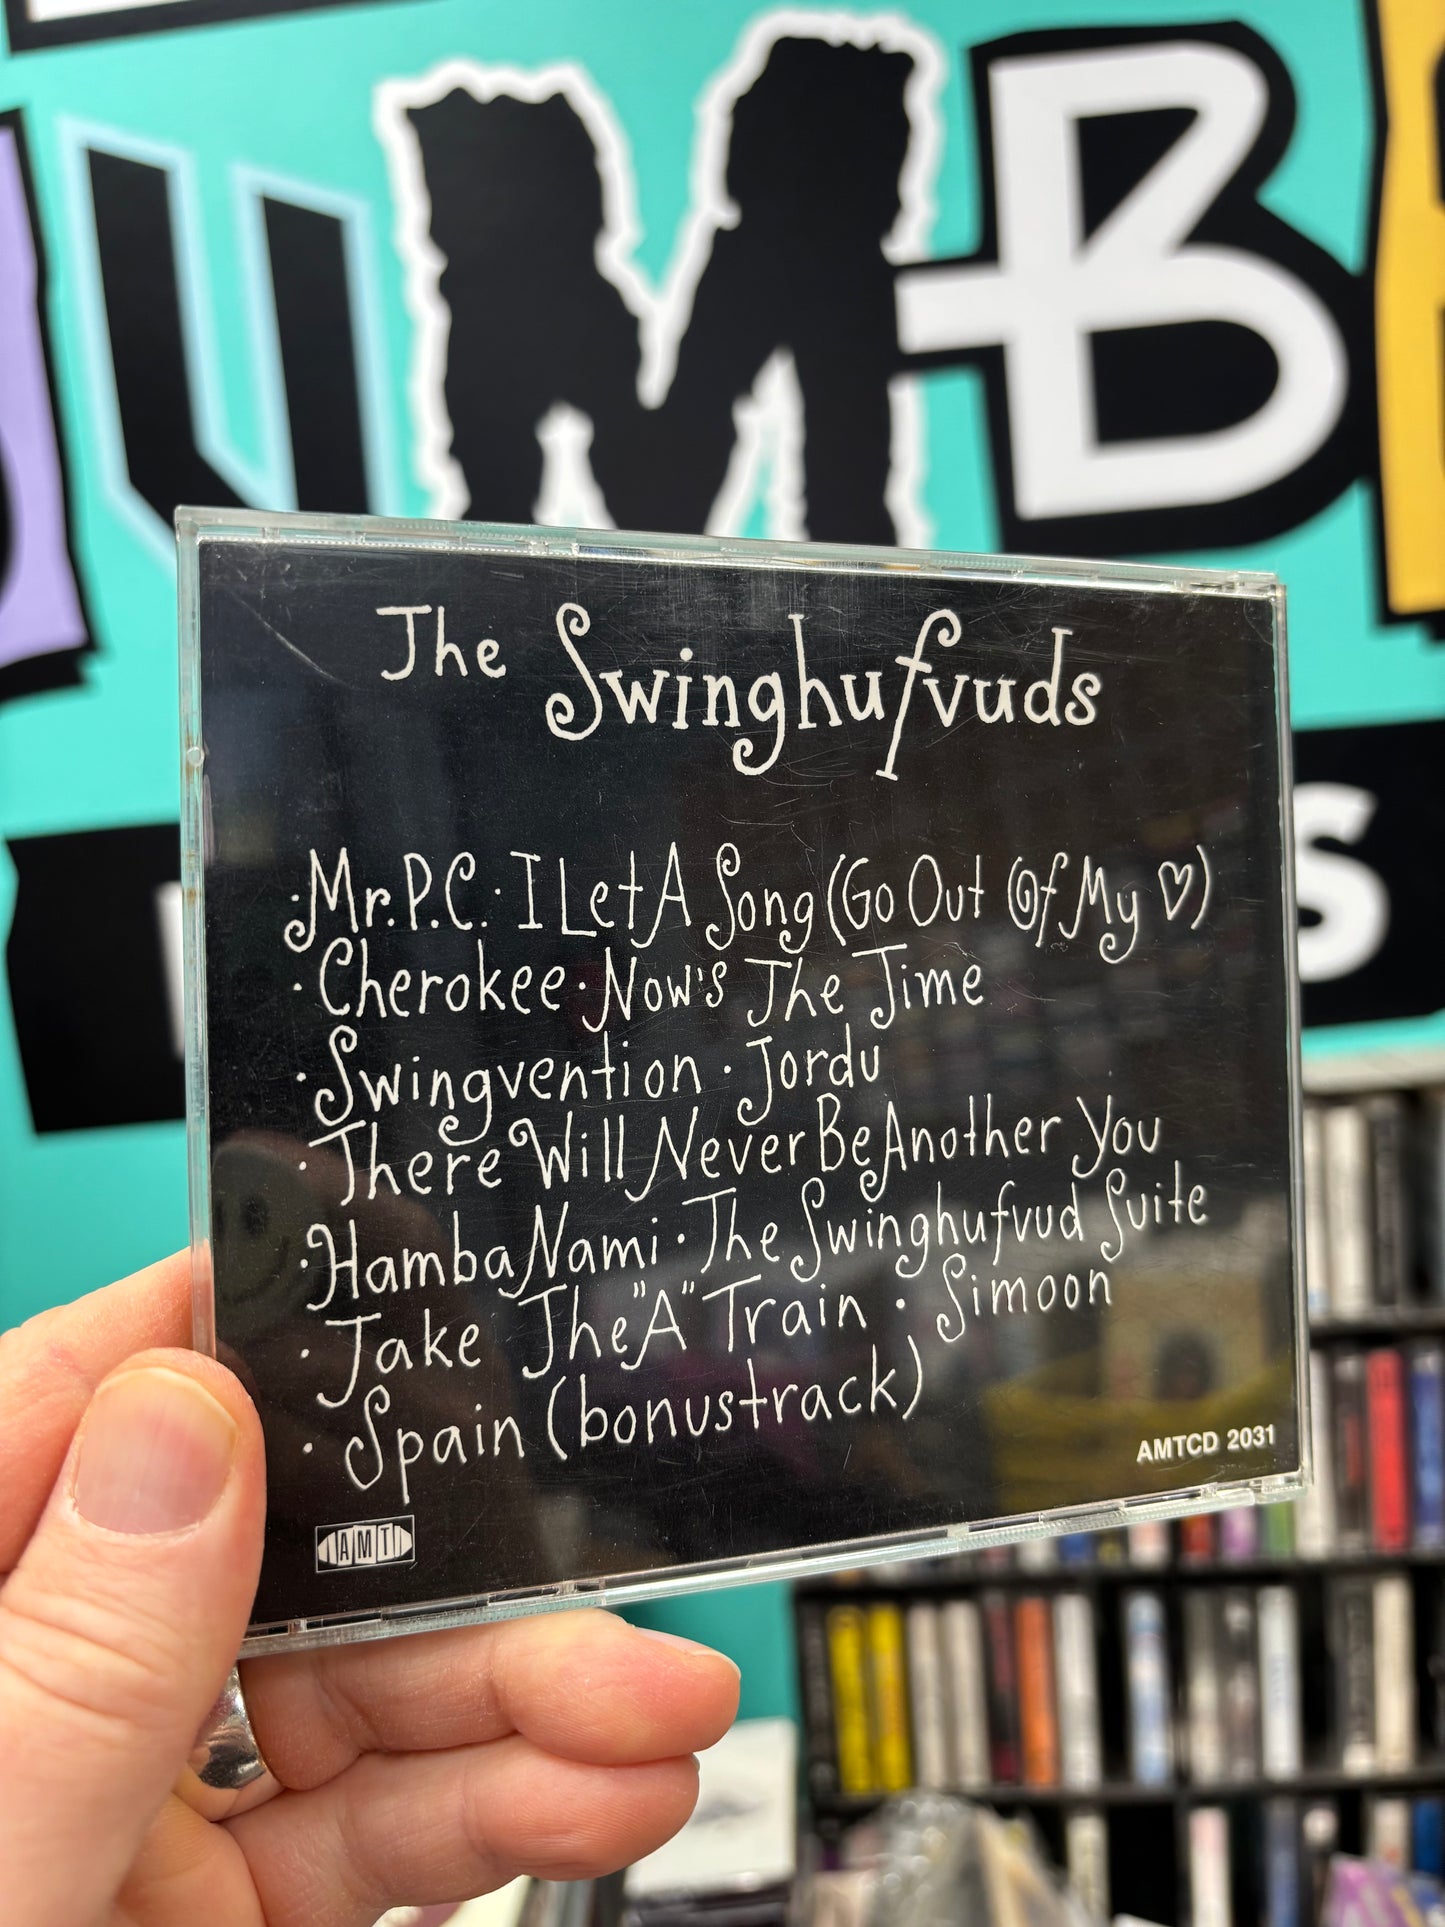 UMB
S
The Swinghufvuds
·Mr.P.C.·I Let A Song (Go Out Of My ♡)
·Cherokee·Now's The Time
·Swingvention·Jordu
·There Will Never Be Another You
·Hamba Nami·The Swinghufvud Suite
·Take The "A" Train·Simoon
·Spain (bonustrack)
AMTCD 2031
AMT